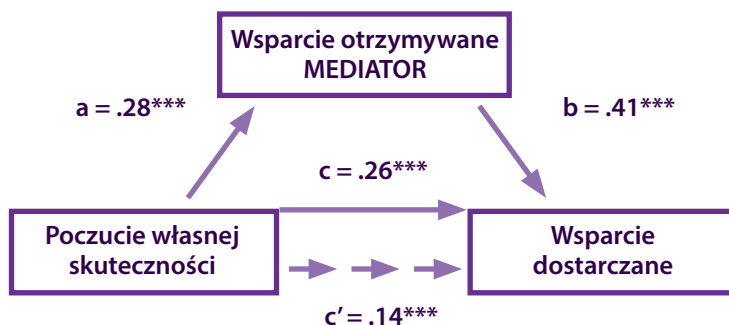 Wsparcie otrzymywane
MEDIATOR
a = .28***
b = .41***
c = .26***
Poczucie własnej
skuteczności
Wsparcie
dostarczane
c’ = .14***